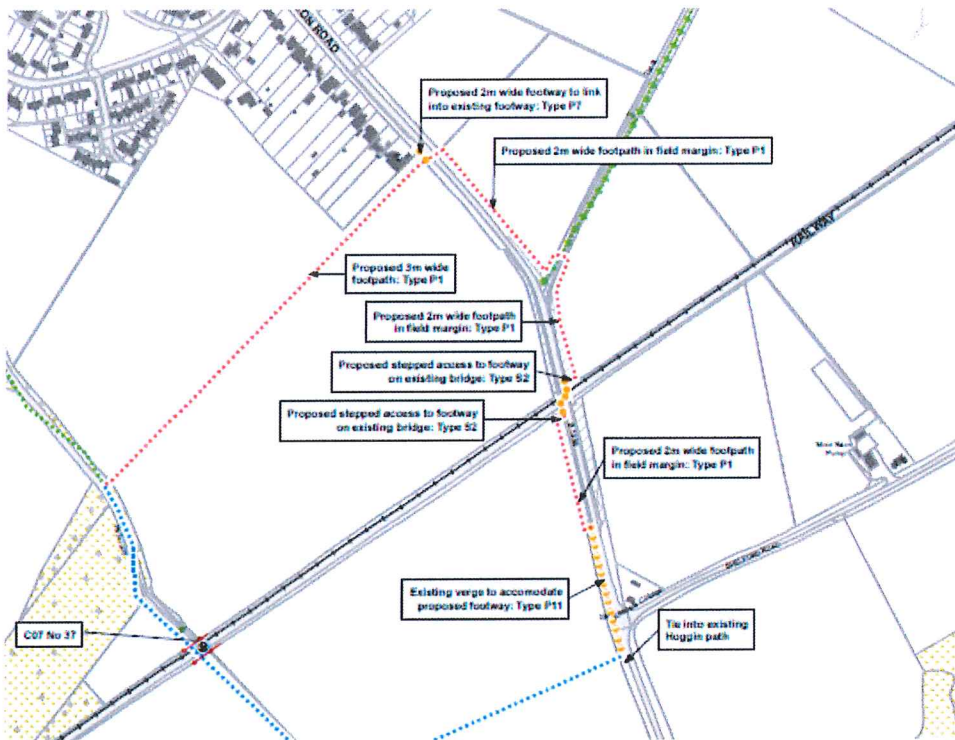 ON ROAD
Proposed 2m wide footway to link
into existing footway: Type P7
Proposed 2m wide footpath in field margin: Type P1
RAILWAY
Proposed 3m wide
footpath: Type P1
Proposed 2m wide footpath
in field margin: Type P1
Proposed stepped access to footway
on existing bridge: Type S2
Proposed stepped access to footway
on existing bridge: Type S2
Proposed 2m wide footpath
in field margin: Type P1
SHELFORD ROAD
Existing verge to accomodate
proposed footway: Type P11
C07 No 37
Tie into existing
Hoggin path